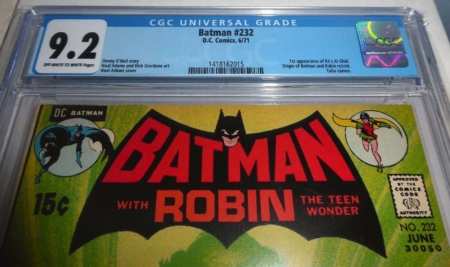 CGC UNIVERSAL GRADE
Batman #232
D.C. Comics, 6/71
9.2
OFF-WHITE TO WHITE Pages
Denny O'Neil story
Neal Adams and Dick Giordano art
Neal Adams cover
1418162015
1st appearance of Ra's Al Ghul.
Origin of Batman and Robin retold.
Talia cameo.
DC BATMAN
BATMAN
15¢
WITH ROBIN THE TEEN WONDER
APPROVED
BY THE
COMICS
CODE
AUTHORITY
NO. 232
JUNE
30050